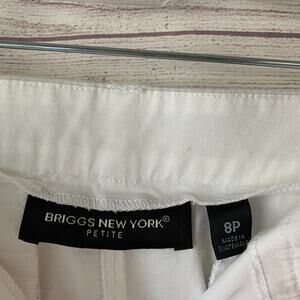 BRIGGS NEW YORK®
PETITE
8P
MADE IN
GUATEMALA